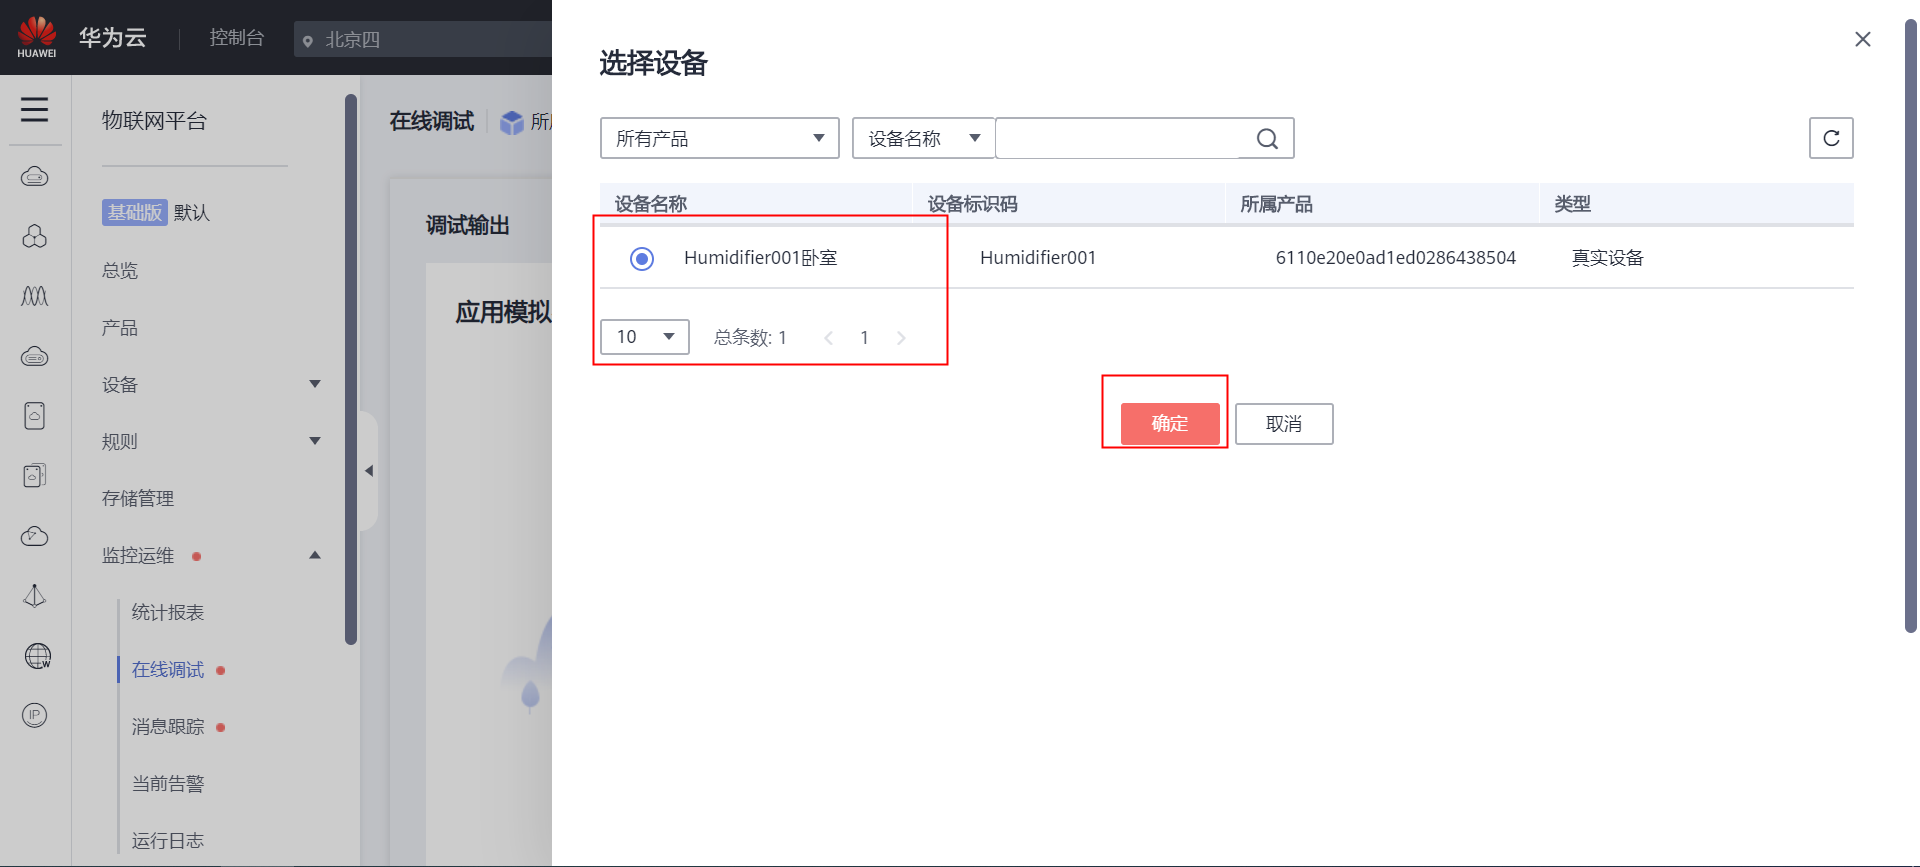 HUAWEI
华为云
控制台
北京四
物联网平台
基础版 默认
总览
产品
设备
规则
存储管理
监控运维
统计报表
在线调试
消息跟踪
当前告警
运行日志
IP
W
在线调试
调试输出
应用模拟
选择设备
所有产品
设备名称
设备名称 设备标识码 所属产品 类型
Humidifier001卧室 Humidifier001 6110e20e0ad1ed0286438504 真实设备
10 总条数: 1 < 1 >
确定 取消